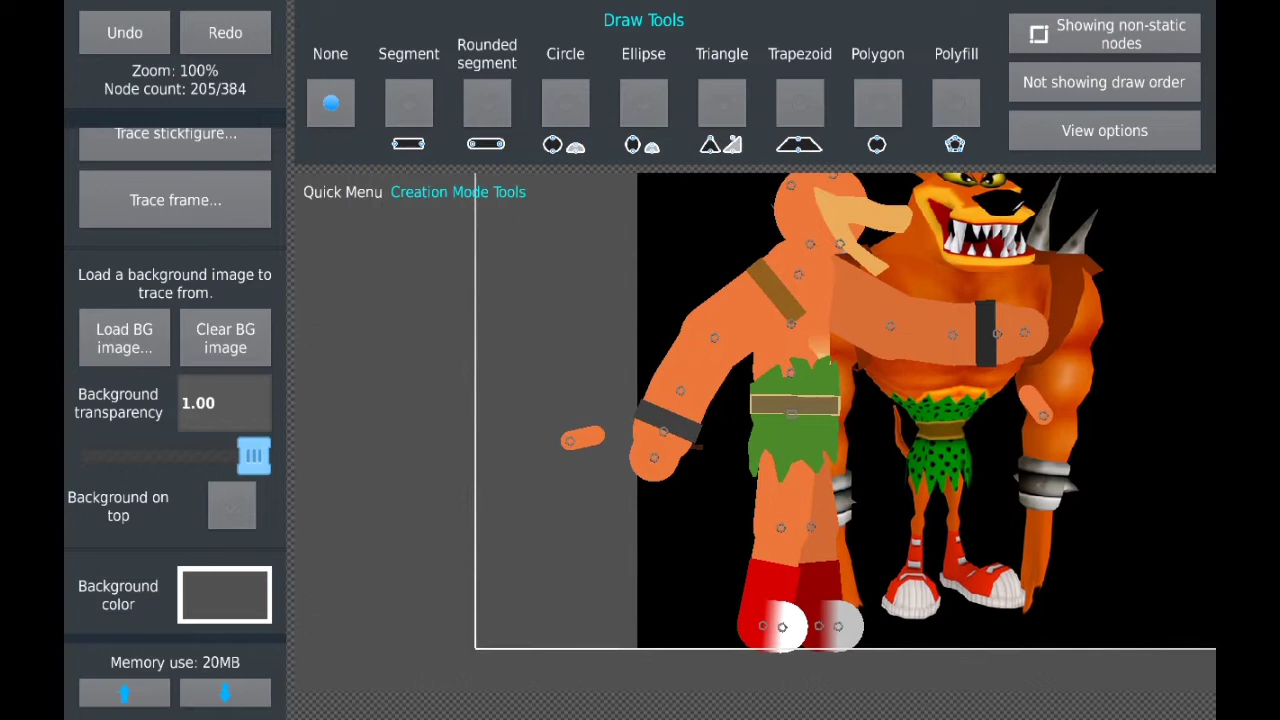 Undo
Redo
Zoom: 100%
Node count: 205/384
Trace stickfigure...
Trace frame...
Load a background image to
trace from.
Load BG
image...
Clear BG
image
Background
transparency
1.00
Background on
top
Background
color
Memory use: 20MB
Draw Tools
None
Segment
Rounded
segment
Circle
Ellipse
Triangle
Trapezoid
Polygon
Polyfill
Showing non-static
nodes
Not showing draw order
View options
Quick Menu
Creation Mode Tools